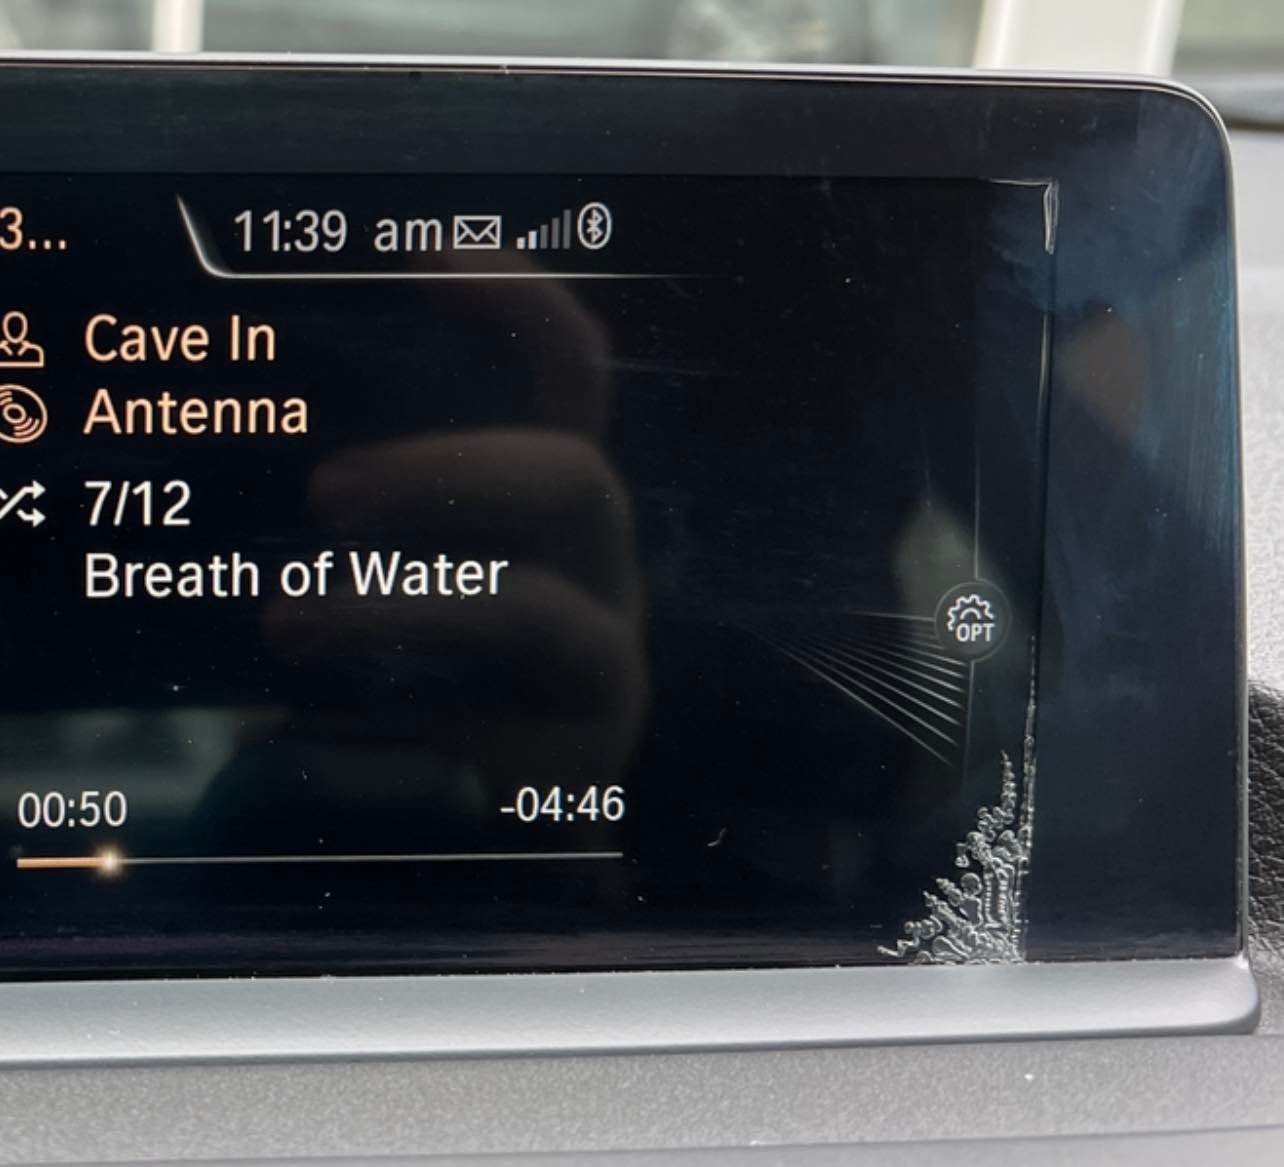 3...
11:39 am
Cave In
Antenna
7/12
Breath of Water
OPT
00:50
-04:46